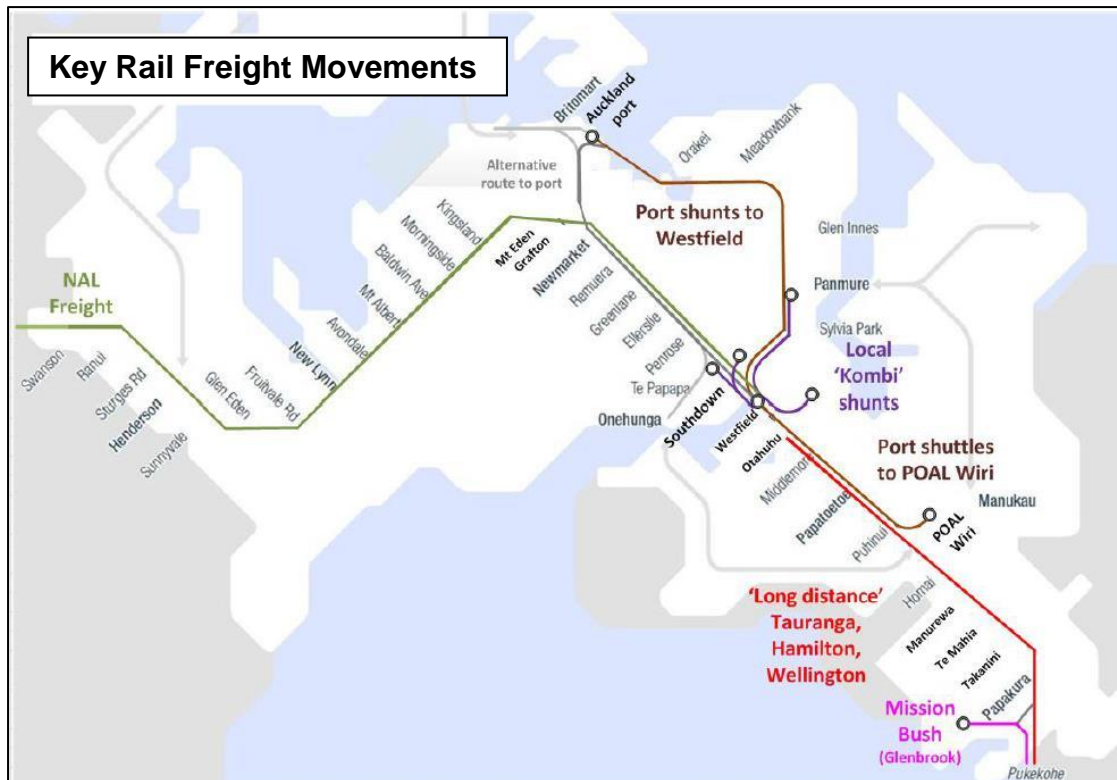 Key Rail Freight Movements
Britomart
Auckland
port
Orakei
Meadowbank
Alternative
route to port
Port shunts to
Westfield
Glen Innes
Kingsland
Morningside
Baldwin Ave
Mt Albert
Avondale
New Lynn
Fruitvale Rd
Glen Eden
Mt Eden
Grafton
Newmarket
Remuera
Greenlane
Ellerslie
Penrose
Te Papapa
Onehunga
NAL
Freight
Swanson
Ranui
Sturges Rd
Henderson
Sunnyvale
Panmure
Sylvia Park
Local
‘Kombi’
shunts
Southdown
Westfield
Otahuhu
Middlemore
Papatoetoe
Puhinui
Port shuttles
to POAL Wiri
Manukau
POAL
Wiri
‘Long distance’
Tauranga,
Hamilton,
Wellington
Homai
Manurewa
Te Mahia
Takanini
Papakura
Mission
Bush
(Glenbrook)
Pukekohe